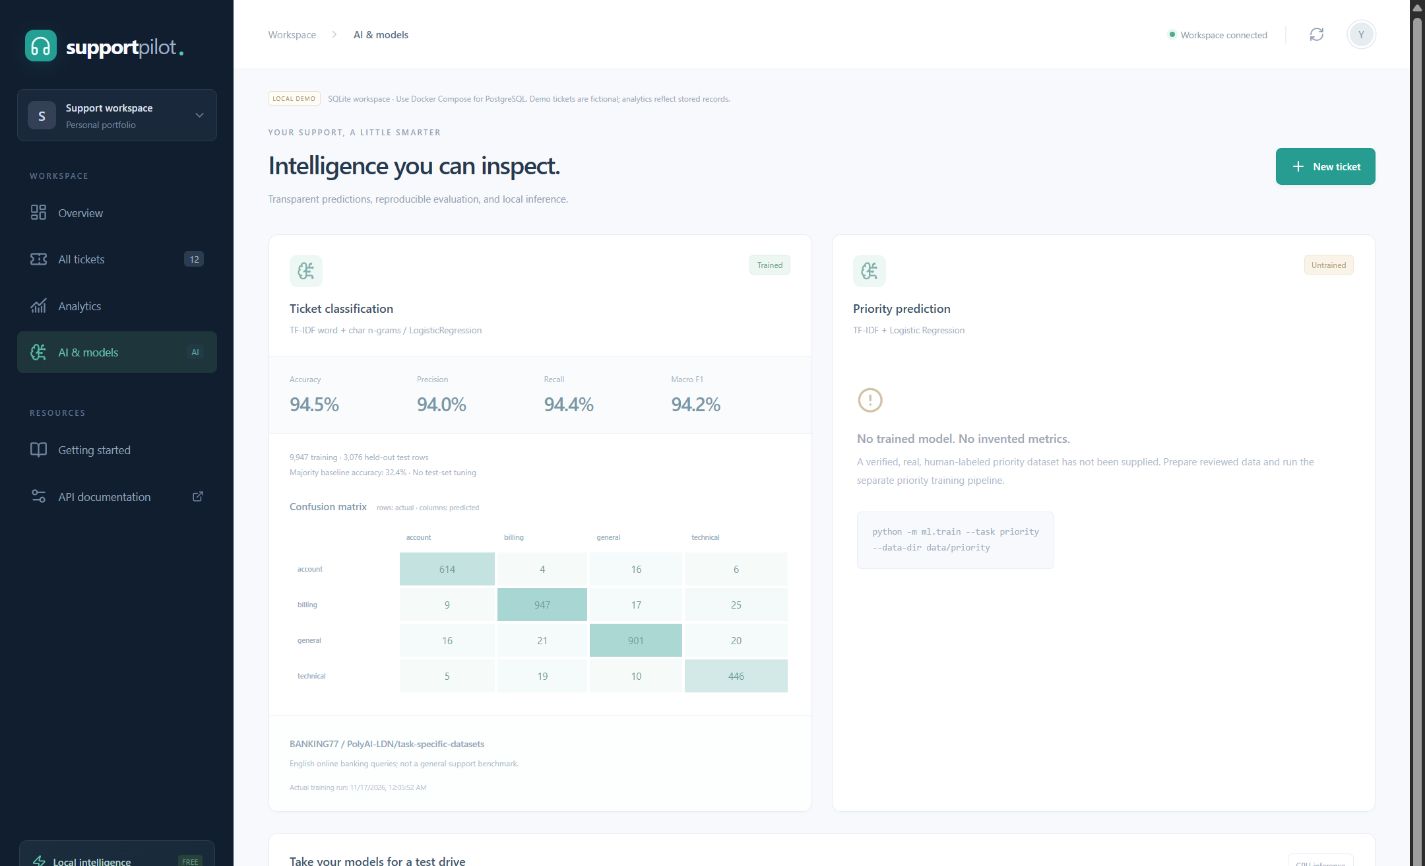 supportpilot.
S
Support workspace
Personal portfolio
WORKSPACE
Overview
All tickets 12
Analytics
AI & models AI
RESOURCES
Getting started
API documentation
Local intelligence FREE
Workspace > AI & models
Workspace connected
Y
LOCAL DEMO SQLite workspace · Use Docker Compose for PostgreSQL. Demo tickets are fictional; analytics reflect stored records.
YOUR SUPPORT, A LITTLE SMARTER
Intelligence you can inspect.
Transparent predictions, reproducible evaluation, and local inference.
+ New ticket
Trained
Ticket classification
TF-IDF word + char n-grams / LogisticRegression
Accuracy Precision Recall Macro F1
94.5% 94.0% 94.4% 94.2%
9,947 training · 3,076 held-out test rows
Majority baseline accuracy: 32.4% · No test-set tuning
Confusion matrix rows: actual · columns: predicted
account billing general technical
account 614 4 16 6
billing 9 947 17 25
general 16 21 901 20
technical 5 19 10 446
BANKING77 / PolyAI-LDN/task-specific-datasets
English online banking queries; not a general support benchmark.
Actual training run: 11/17/2026, 12:05:52 AM
Untrained
Priority prediction
TF-IDF + Logistic Regression
No trained model. No invented metrics.
A verified, real, human-labeled priority dataset has not been supplied. Prepare reviewed data and run the
separate priority training pipeline.
python -m ml.train --task priority
--data-dir data/priority
Take your models for a test drive
CPU inference